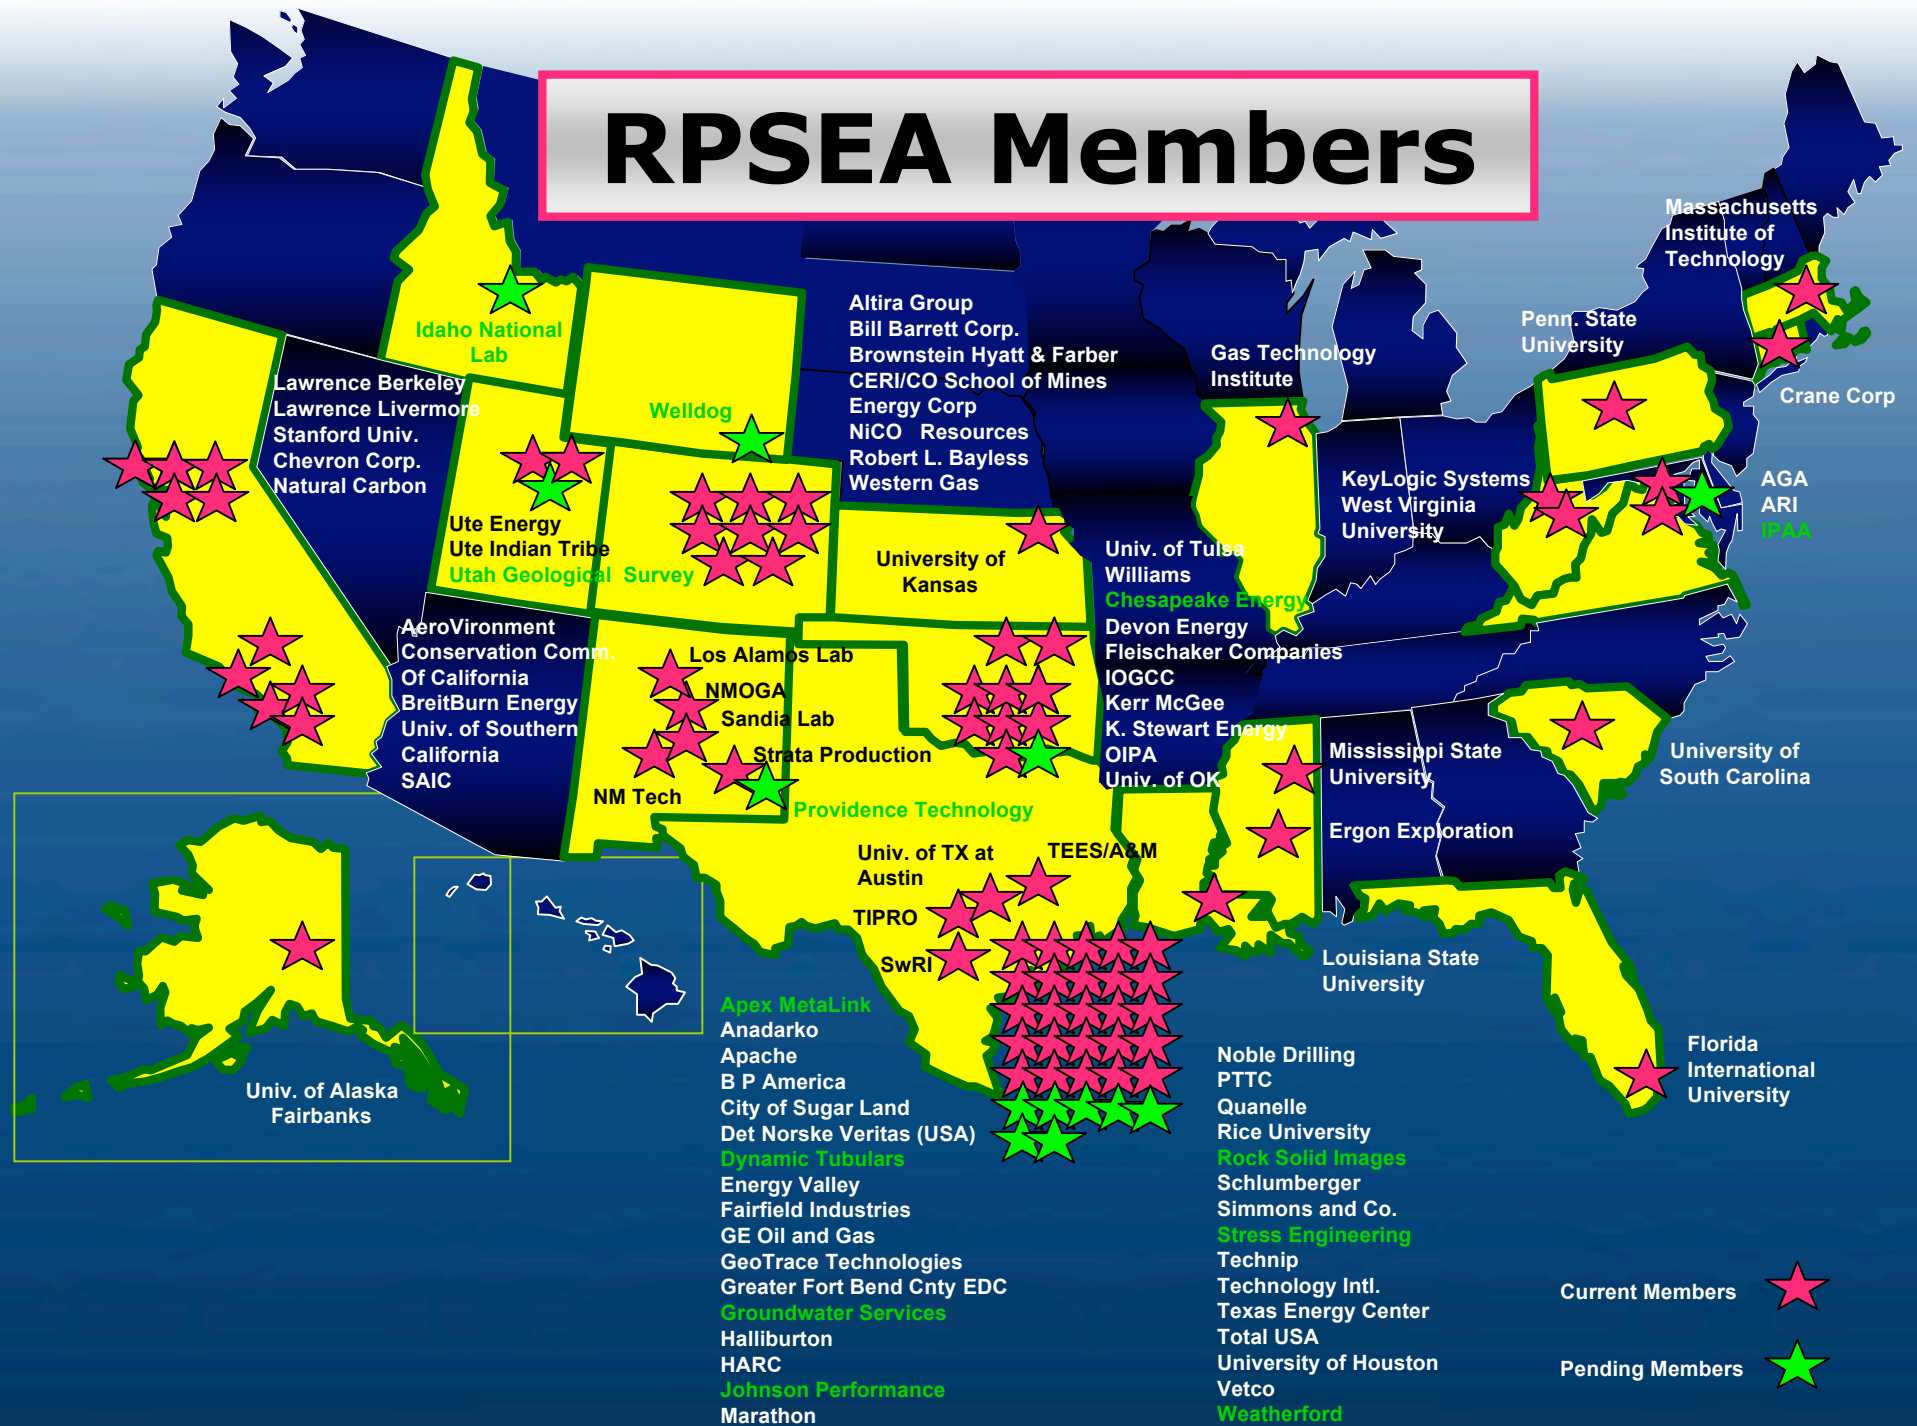 RPSEA Members
Massachusetts
Institute of
Technology
Penn. State
University
Crane Corp
Idaho National
Lab
Welldog
Altira Group
Bill Barrett Corp.
Brownstein Hyatt & Farber
CERI/CO School of Mines
Energy Corp
NiCO Resources
Robert L. Bayless
Western Gas
Gas Technology
Institute
Lawrence Berkeley
Lawrence Livermore
Stanford Univ.
Chevron Corp.
Natural Carbon
KeyLogic Systems
West Virginia
University
AGA
ARI
IPAA
Ute Energy
Ute Indian Tribe
Utah Geological Survey
University of
Kansas
Univ. of Tulsa
Williams
Chesapeake Energy
Devon Energy
Fleischaker Companies
IOGCC
Kerr McGee
K. Stewart Energy
OIPA
Univ. of OK
AeroVironment
Conservation Comm.
Of California
BreitBurn Energy
Univ. of Southern
California
SAIC
Los Alamos Lab
NMOGA
Sandia Lab
Strata Production
NM Tech
Providence Technology
Mississippi State
University
Ergon Exploration
University of
South Carolina
Univ. of TX at
Austin
TEES/A&M
TIPRO
SwRI
Louisiana State
University
Florida
International
University
Univ. of Alaska
Fairbanks
Apex MetaLink
Anadarko
Apache
B P America
City of Sugar Land
Det Norske Veritas (USA)
Dynamic Tubulars
Energy Valley
Fairfield Industries
GE Oil and Gas
GeoTrace Technologies
Greater Fort Bend Cnty EDC
Groundwater Services
Halliburton
HARC
Johnson Performance
Marathon
Noble Drilling
PTTC
Quanelle
Rice University
Rock Solid Images
Schlumberger
Simmons and Co.
Stress Engineering
Technip
Technology Intl.
Texas Energy Center
Total USA
University of Houston
Vetco
Weatherford
Current Members
Pending Members